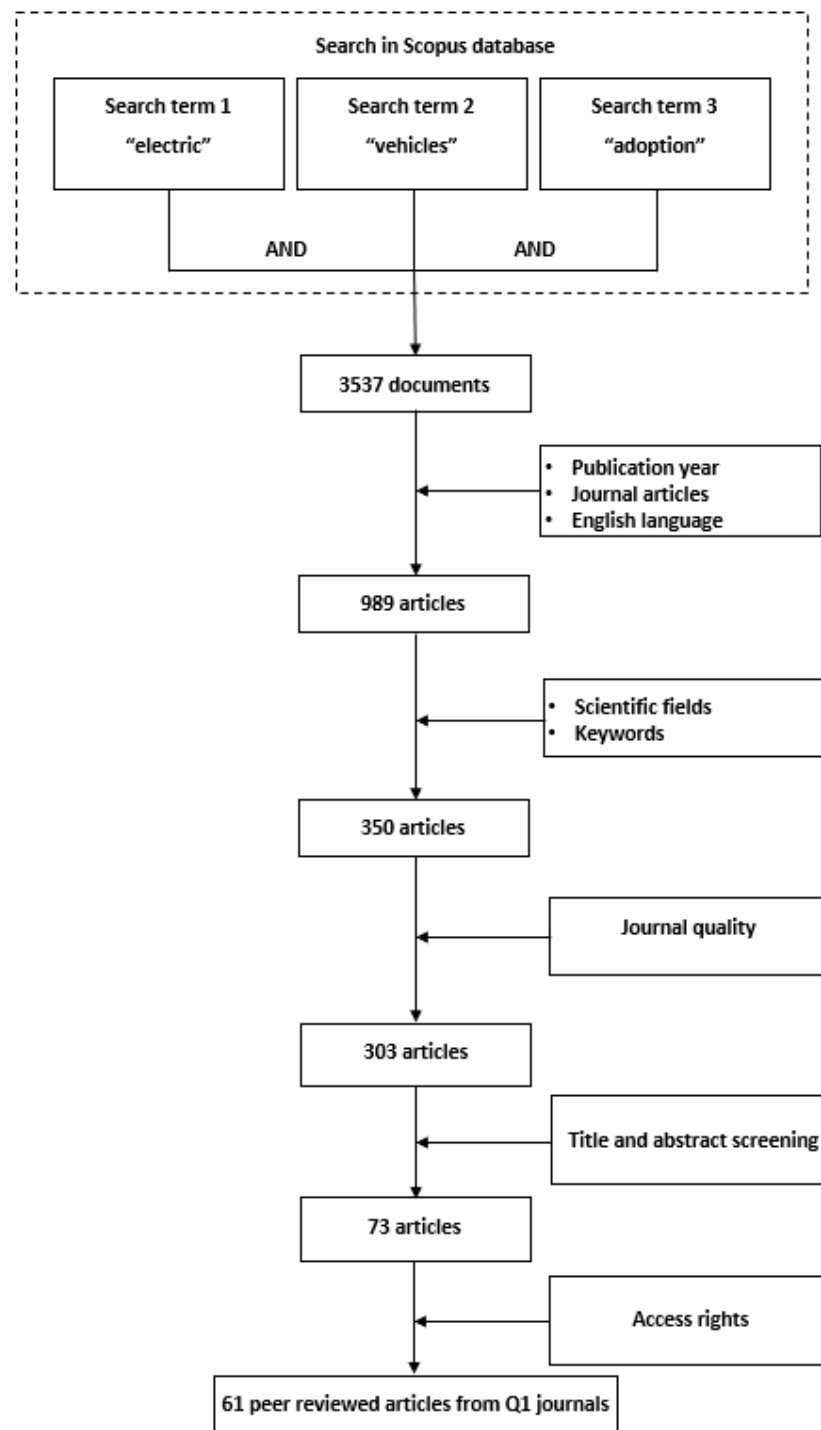 Search in Scopus database
Search term 1
“electric”
Search term 2
“vehicles”
Search term 3
“adoption”
AND
AND
3537 documents
• Publication year
• Journal articles
• English language
989 articles
• Scientific fields
• Keywords
350 articles
Journal quality
303 articles
Title and abstract screening
73 articles
Access rights
61 peer reviewed articles from Q1 journals